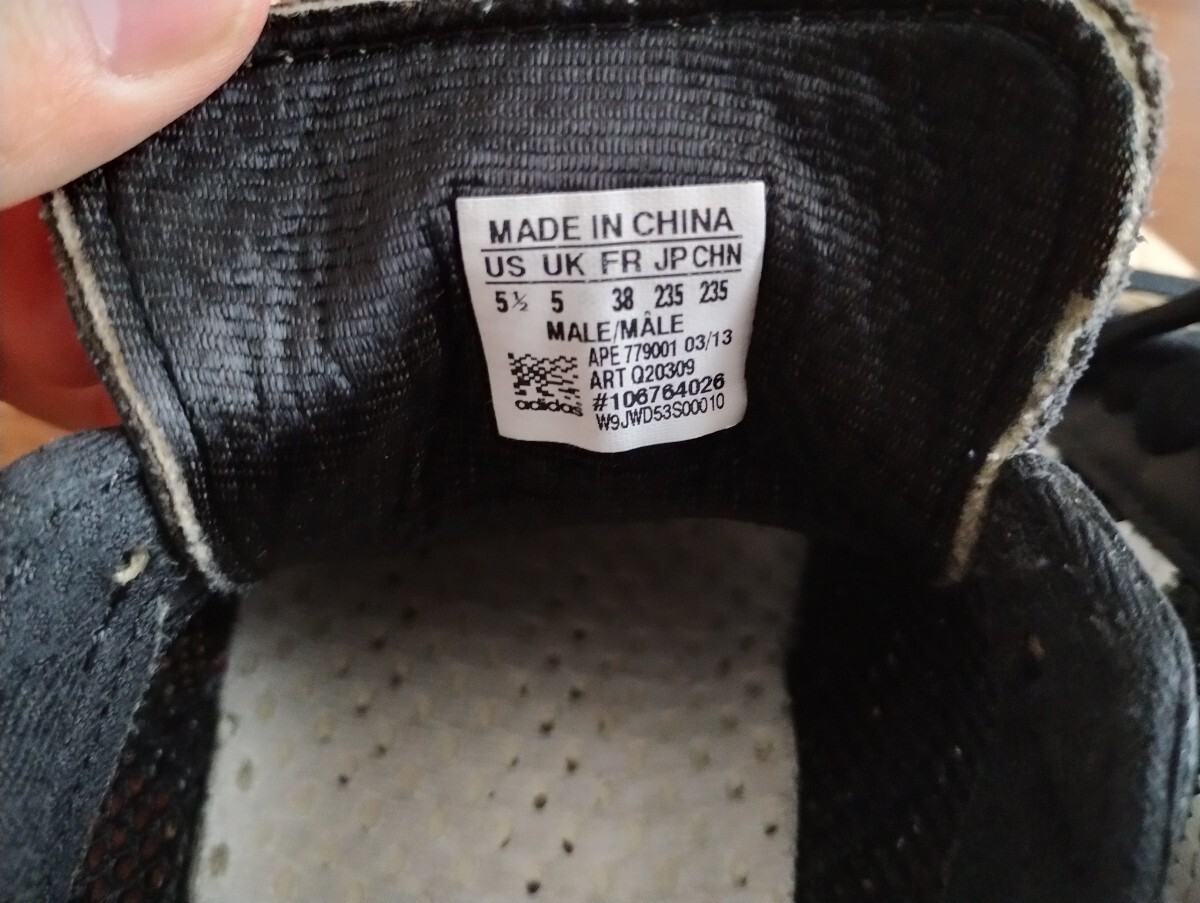 MADE IN CHINA
US UK FR JP CHN
5½ 5 38 235 235
MALE/MÂLE
APE 779001 03/13
ART Q20309
#106764026
adidas W9JWD53S00010